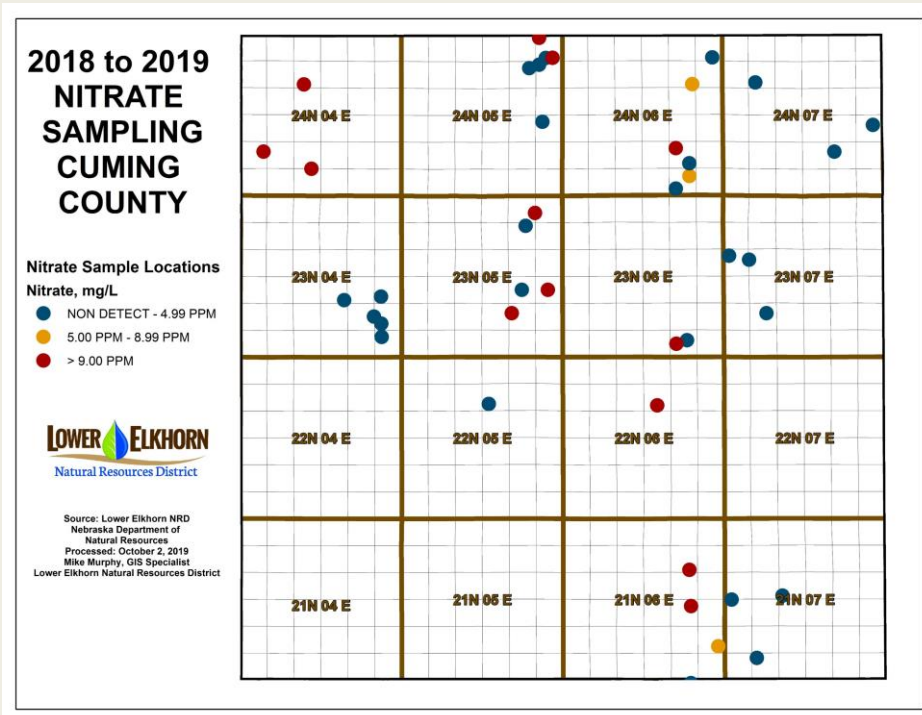 2018 to 2019
NITRATE
SAMPLING
CUMING
COUNTY
Nitrate Sample Locations
Nitrate, mg/L
NON DETECT - 4.99 PPM
5.00 PPM - 8.99 PPM
> 9.00 PPM
LOWER ELKHORN
Natural Resources District
Source: Lower Elkhorn NRD
Nebraska Department of
Natural Resources
Processed: October 2, 2019
Mike Murphy, GIS Specialist
Lower Elkhorn Natural Resources District
24N 04 E
24N 05 E
24N 06 E
24N 07 E
23N 04 E
23N 05 E
23N 06 E
23N 07 E
22N 04 E
22N 05 E
22N 06 E
22N 07 E
21N 04 E
21N 05 E
21N 06 E
21N 07 E